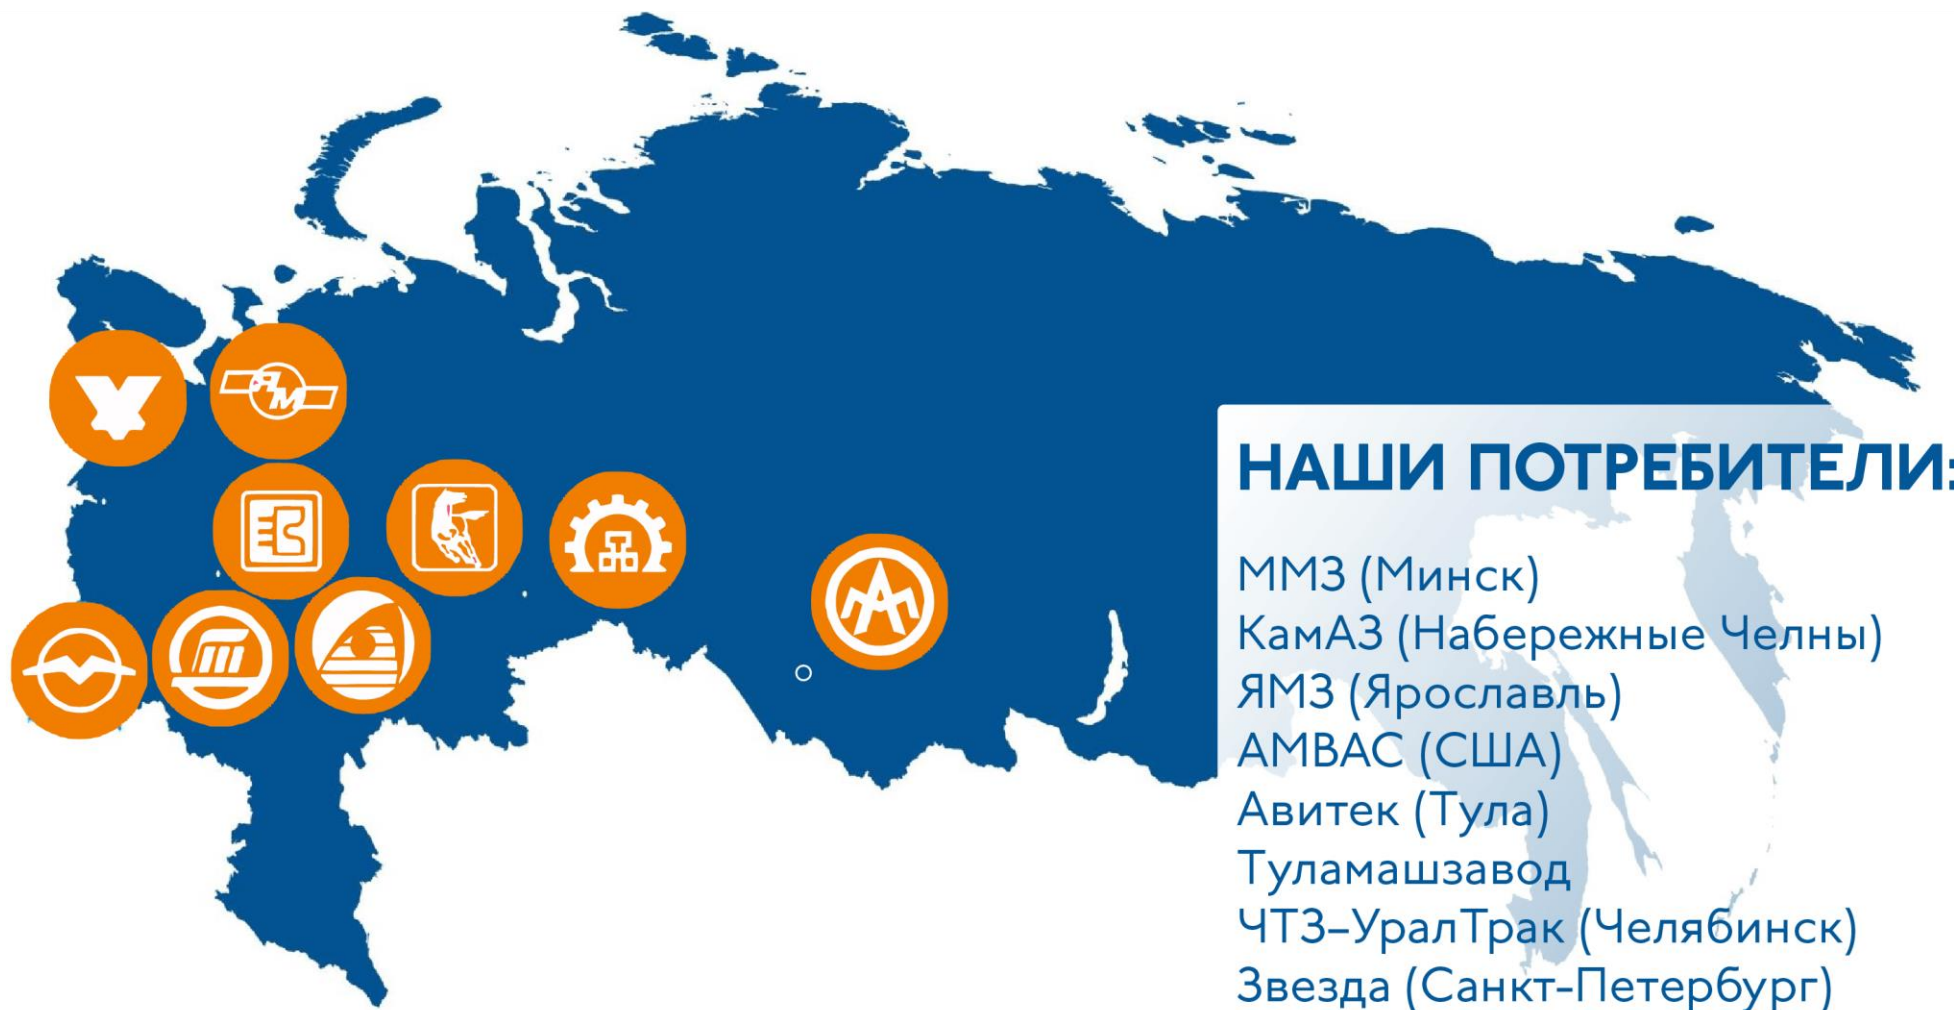 ЯМ
НАШИ ПОТРЕБИТЕЛИ:
ММЗ (Минск)
КамАЗ (Набережные Челны)
ЯМЗ (Ярославль)
АМВАС (США)
Авитек (Тула)
Туламашзавод
ЧТЗ–УралТрак (Челябинск)
Звезда (Санкт-Петербург)